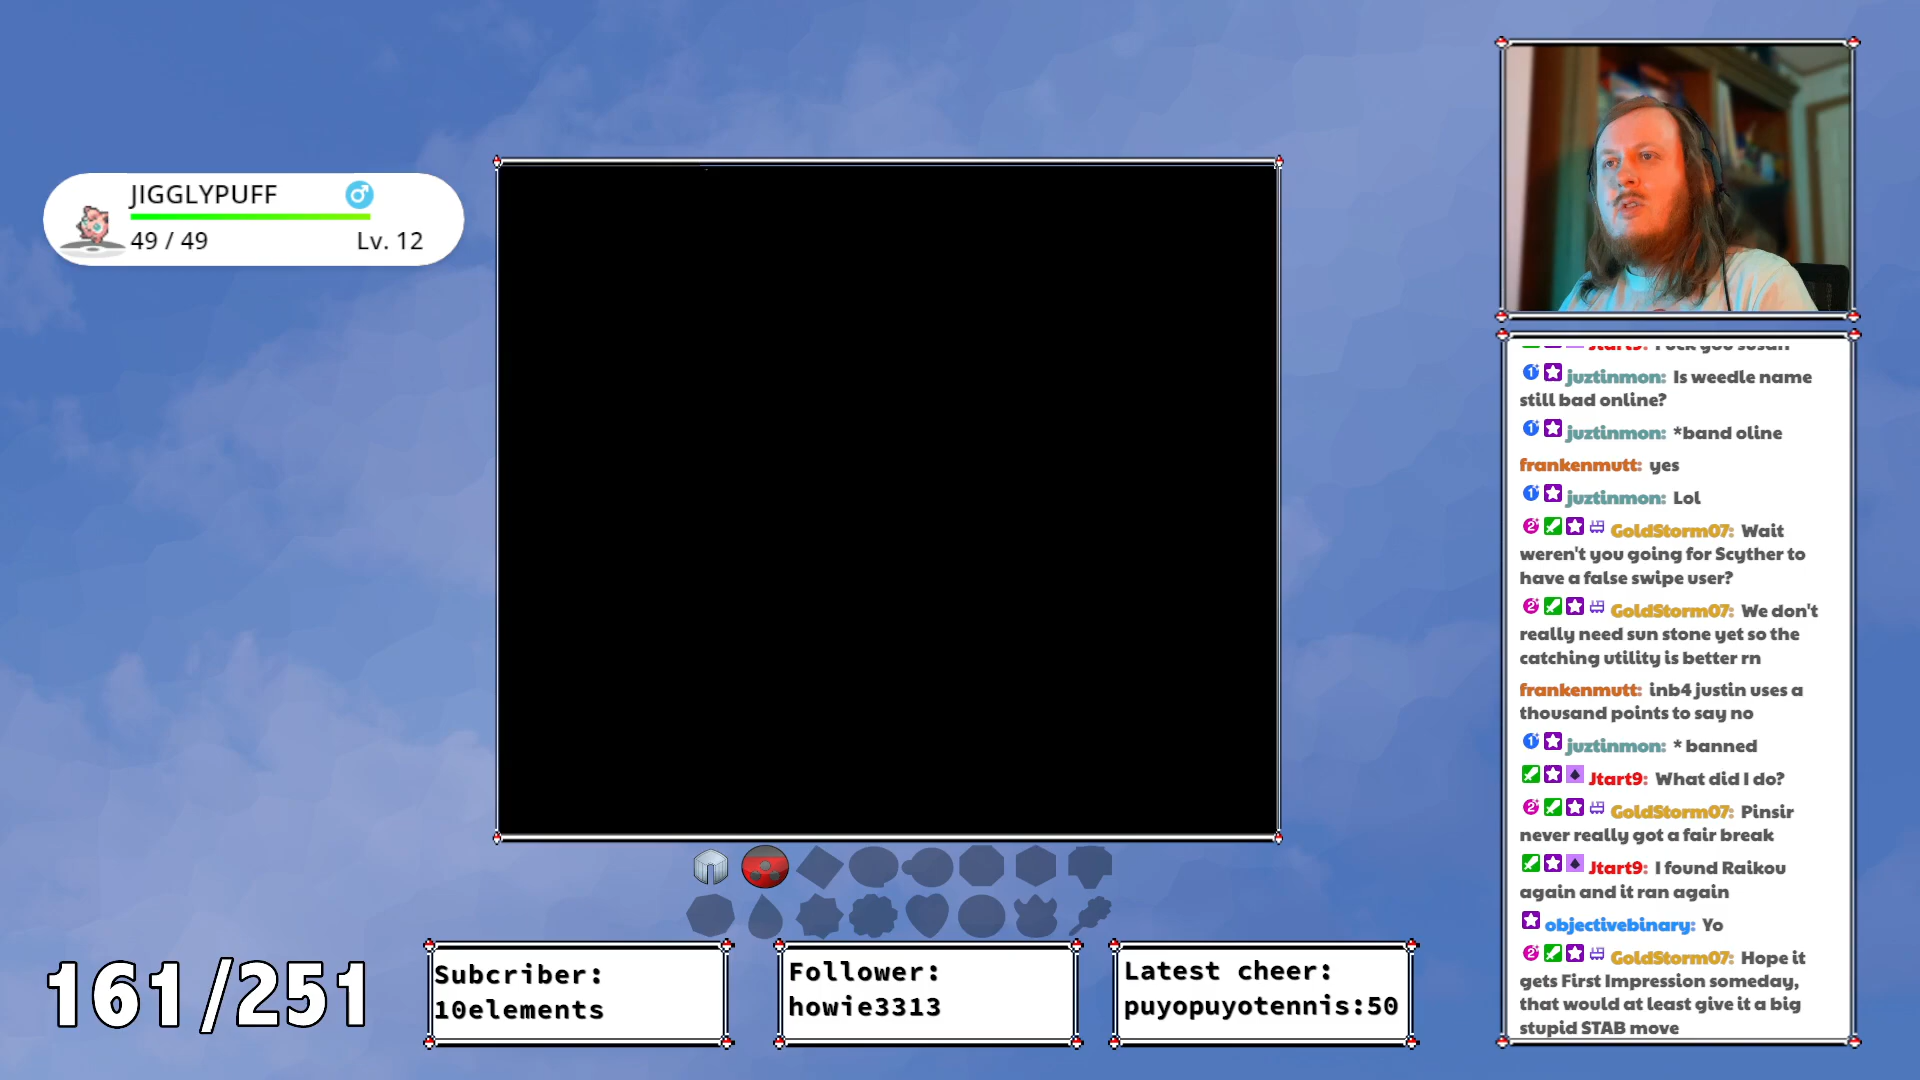 JIGGLYPUFF
49 / 49
Lv. 12
juztinmon: Is weedle name
still bad online?
juztinmon: *band oline
frankenmutt: yes
juztinmon: Lol
GoldStorm07: Wait
weren't you going for Scyther to
have a false swipe user?
GoldStorm07: We don't
really need sun stone yet so the
catching utility is better rn
frankenmutt: inb4 justin uses a
thousand points to say no
juztinmon: * banned
Jtart9: What did I do?
GoldStorm07: Pinsir
never really got a fair break
Jtart9: I found Raikou
again and it ran again
objectivebinary: Yo
GoldStorm07: Hope it
gets First Impression someday,
that would at least give it a big
stupid STAB move
161/251
Subcriber:
10elements
Follower:
howie3313
Latest cheer:
puyopuyotennis:50